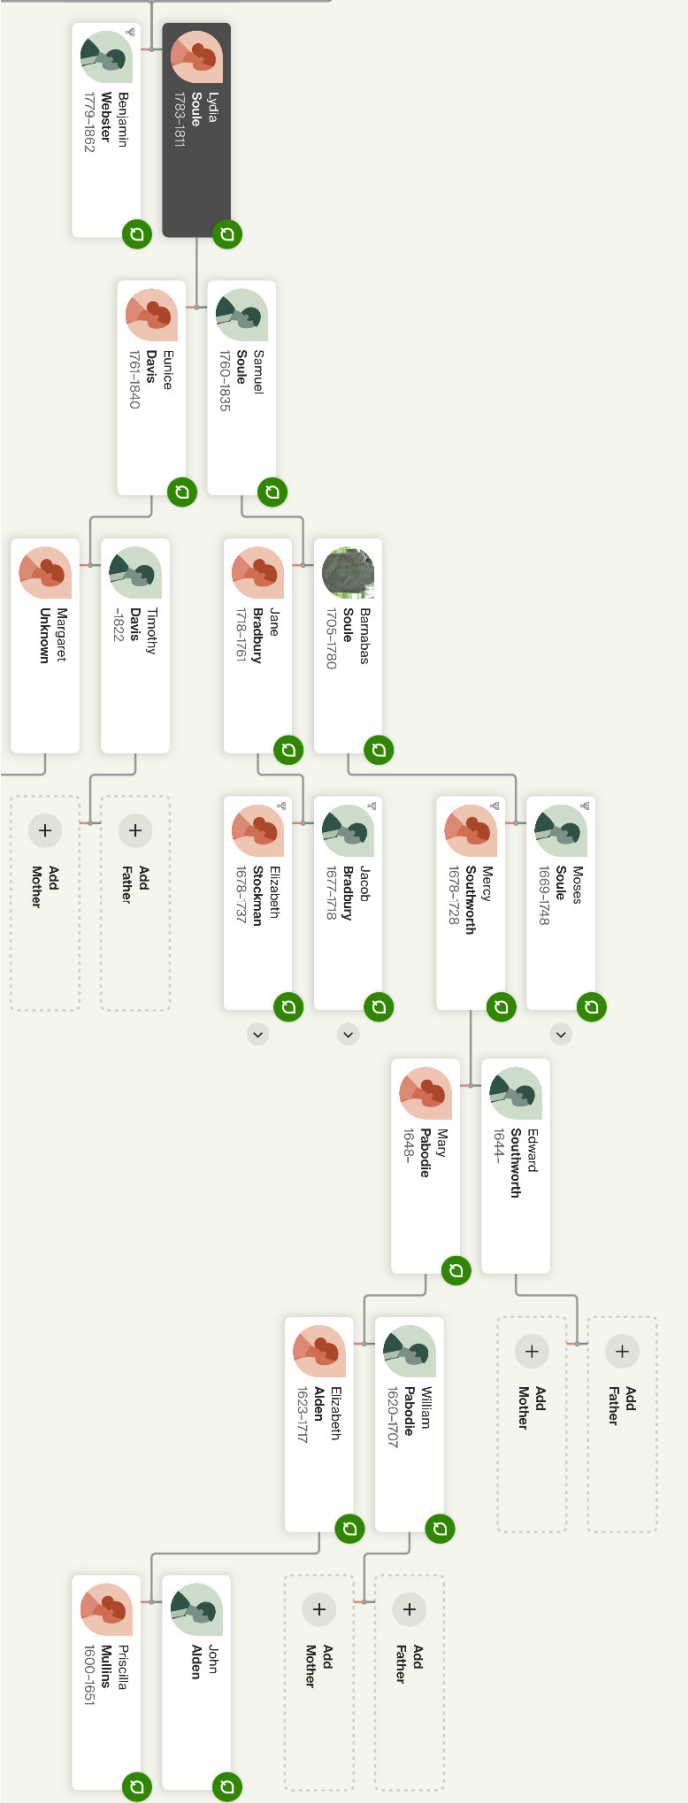 Benjamin
Webster
1779–1862
Lydia
Soule
1783–1811
Eunice
Davis
1761–1840
Samuel
Soule
1760–1835
Margaret
Unknown
Timothy
Davis
–1822
Jane
Bradbury
1718–1761
Barnabas
Soule
1705–1780
Add
Mother
Add
Father
Elizabeth
Stockman
1678–1737
Jacob
Bradbury
1677–1718
Mercy
Southworth
1678–1728
Moses
Soule
1669–1748
Mary
Pabodie
1648–
Edward
Southworth
1644–
Elizabeth
Alden
1623–1717
William
Pabodie
1620–1707
Add
Mother
Add
Father
Priscilla
Mullins
1600–1651
John
Alden
Add
Mother
Add
Father